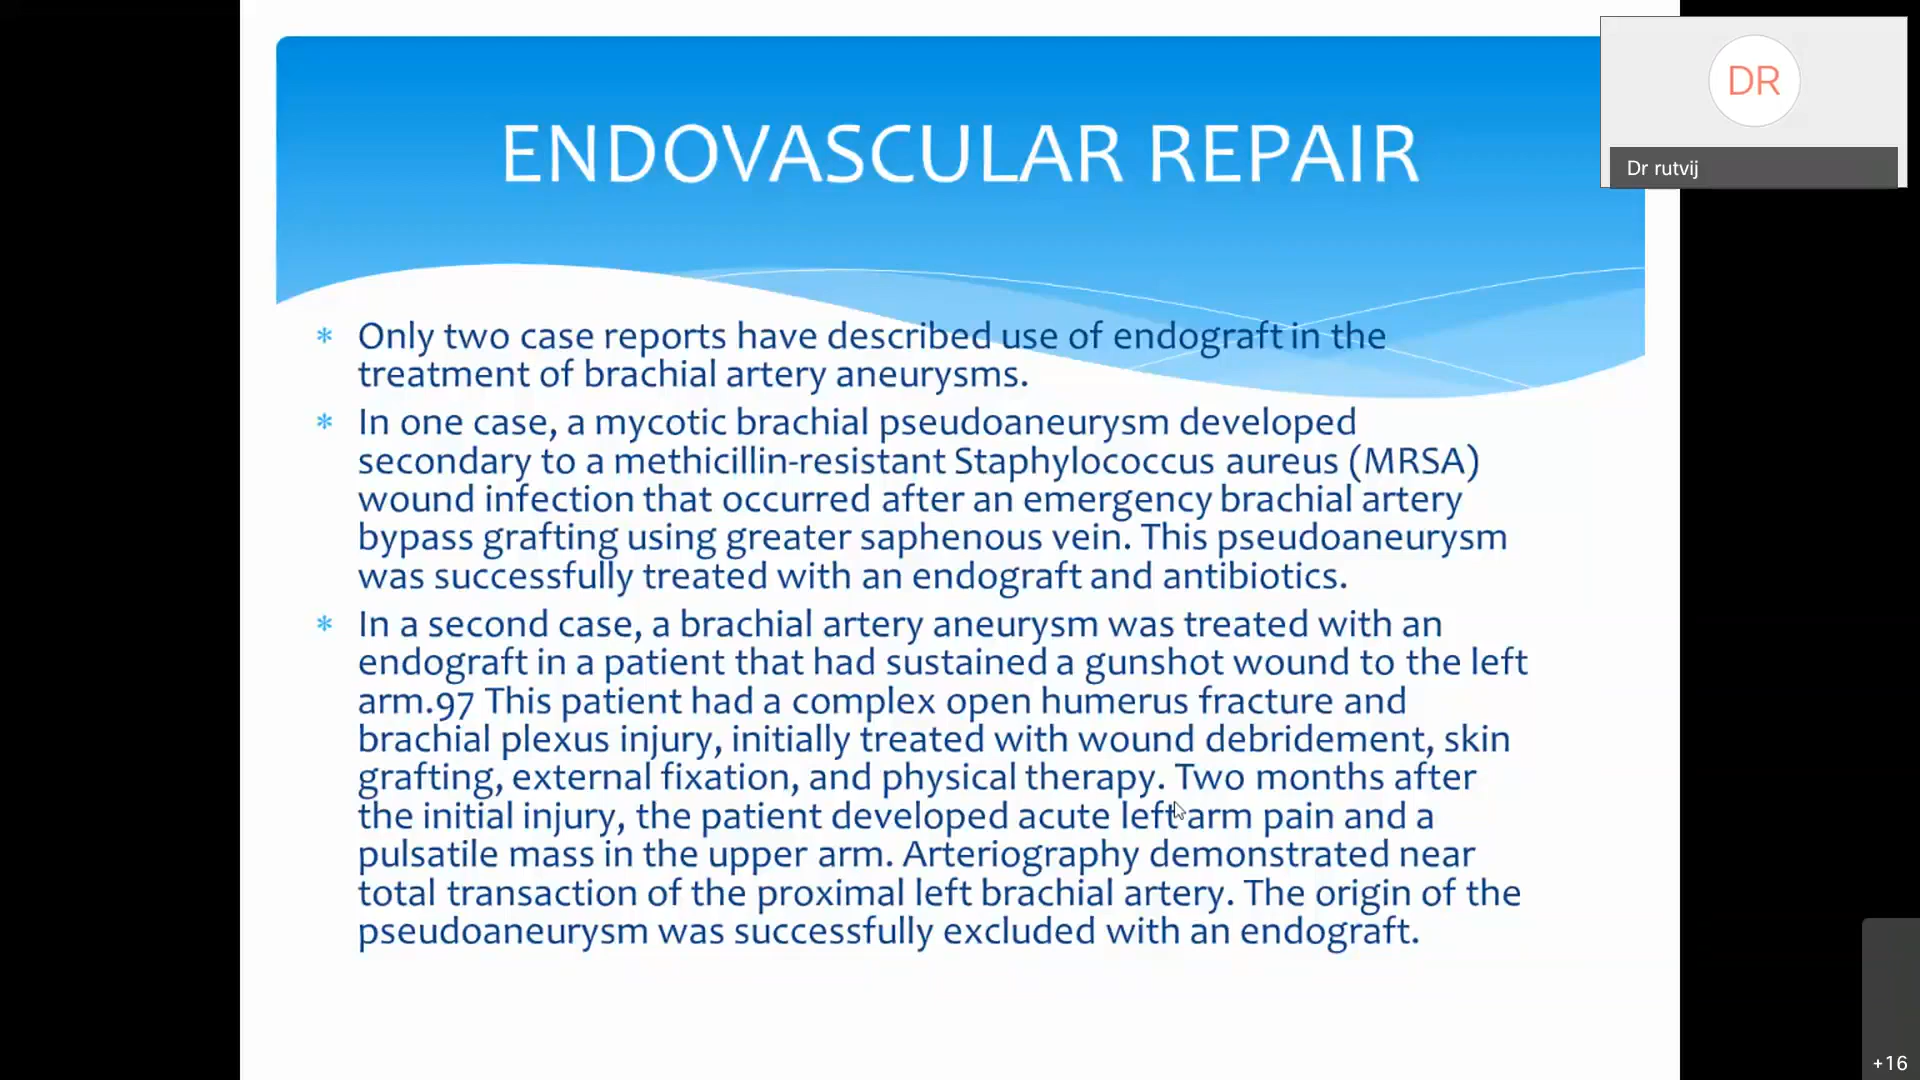 ENDOVASCULAR REPAIR
DR
Dr rutvij
* Only two case reports have described use of endograft in the
treatment of brachial artery aneurysms.
* In one case, a mycotic brachial pseudoaneurysm developed
secondary to a methicillin-resistant Staphylococcus aureus (MRSA)
wound infection that occurred after an emergency brachial artery
bypass grafting using greater saphenous vein. This pseudoaneurysm
was successfully treated with an endograft and antibiotics.
* In a second case, a brachial artery aneurysm was treated with an
endograft in a patient that had sustained a gunshot wound to the left
arm.97 This patient had a complex open humerus fracture and
brachial plexus injury, initially treated with wound debridement, skin
grafting, external fixation, and physical therapy. Two months after
the initial injury, the patient developed acute left arm pain and a
pulsatile mass in the upper arm. Arteriography demonstrated near
total transaction of the proximal left brachial artery. The origin of the
pseudoaneurysm was successfully excluded with an endograft.
+16